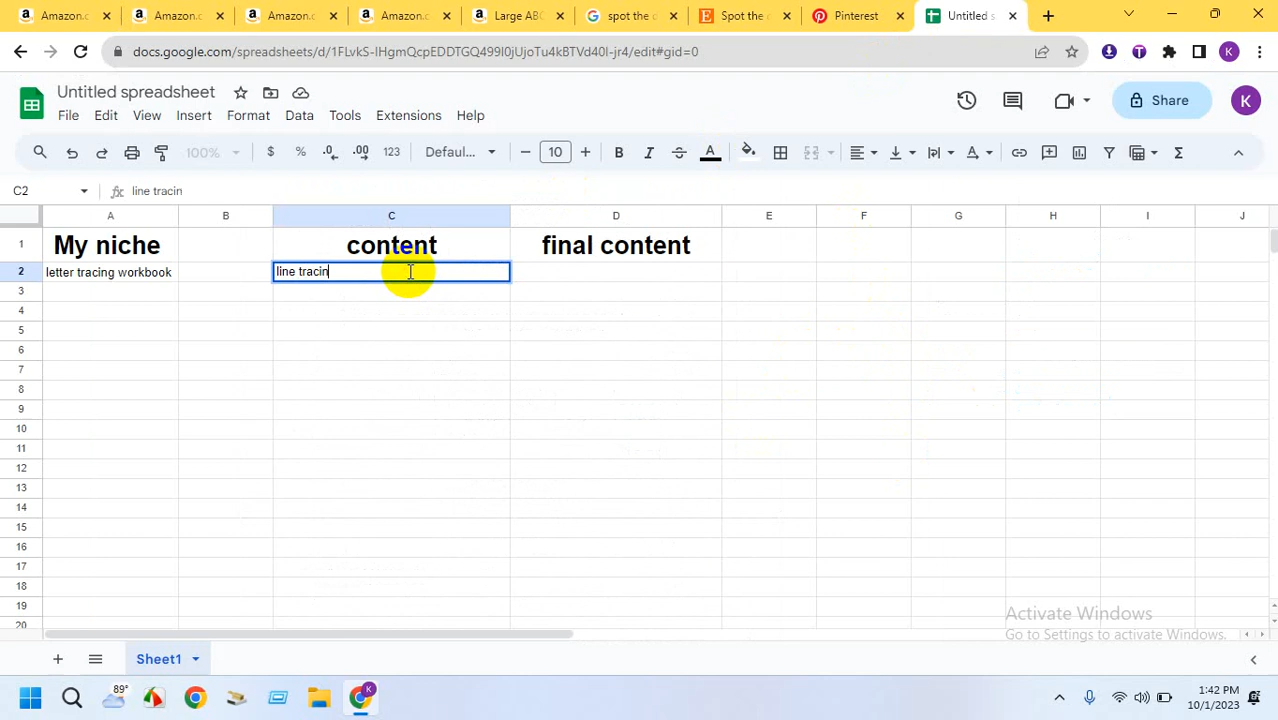 Amazon.c
Amazon.c
Amazon.c
Amazon.c
Large ABC
spot the d
Spot the
Pinterest
Untitled s
docs.google.com/spreadsheets/d/1FLvkS-IHgmQcpEDDTGQ499I0jUjoTu4kBTVd40I-jr4/edit#gid=0
K
Untitled spreadsheet
Share
K
File Edit View Insert Format Data Tools Extensions Help
100% $ % .0 .00 123 Defaul... 10 B I A
C2 line tracin
A B C D E F G H I J
1 My niche content final content
2 letter tracing workbook line tracin
3
4
5
6
7
8
9
10
11
12
13
14
15
16
17
18
19
20
Activate Windows
Go to Settings to activate Windows.
Sheet1
89°
K
1:42 PM
10/1/2023